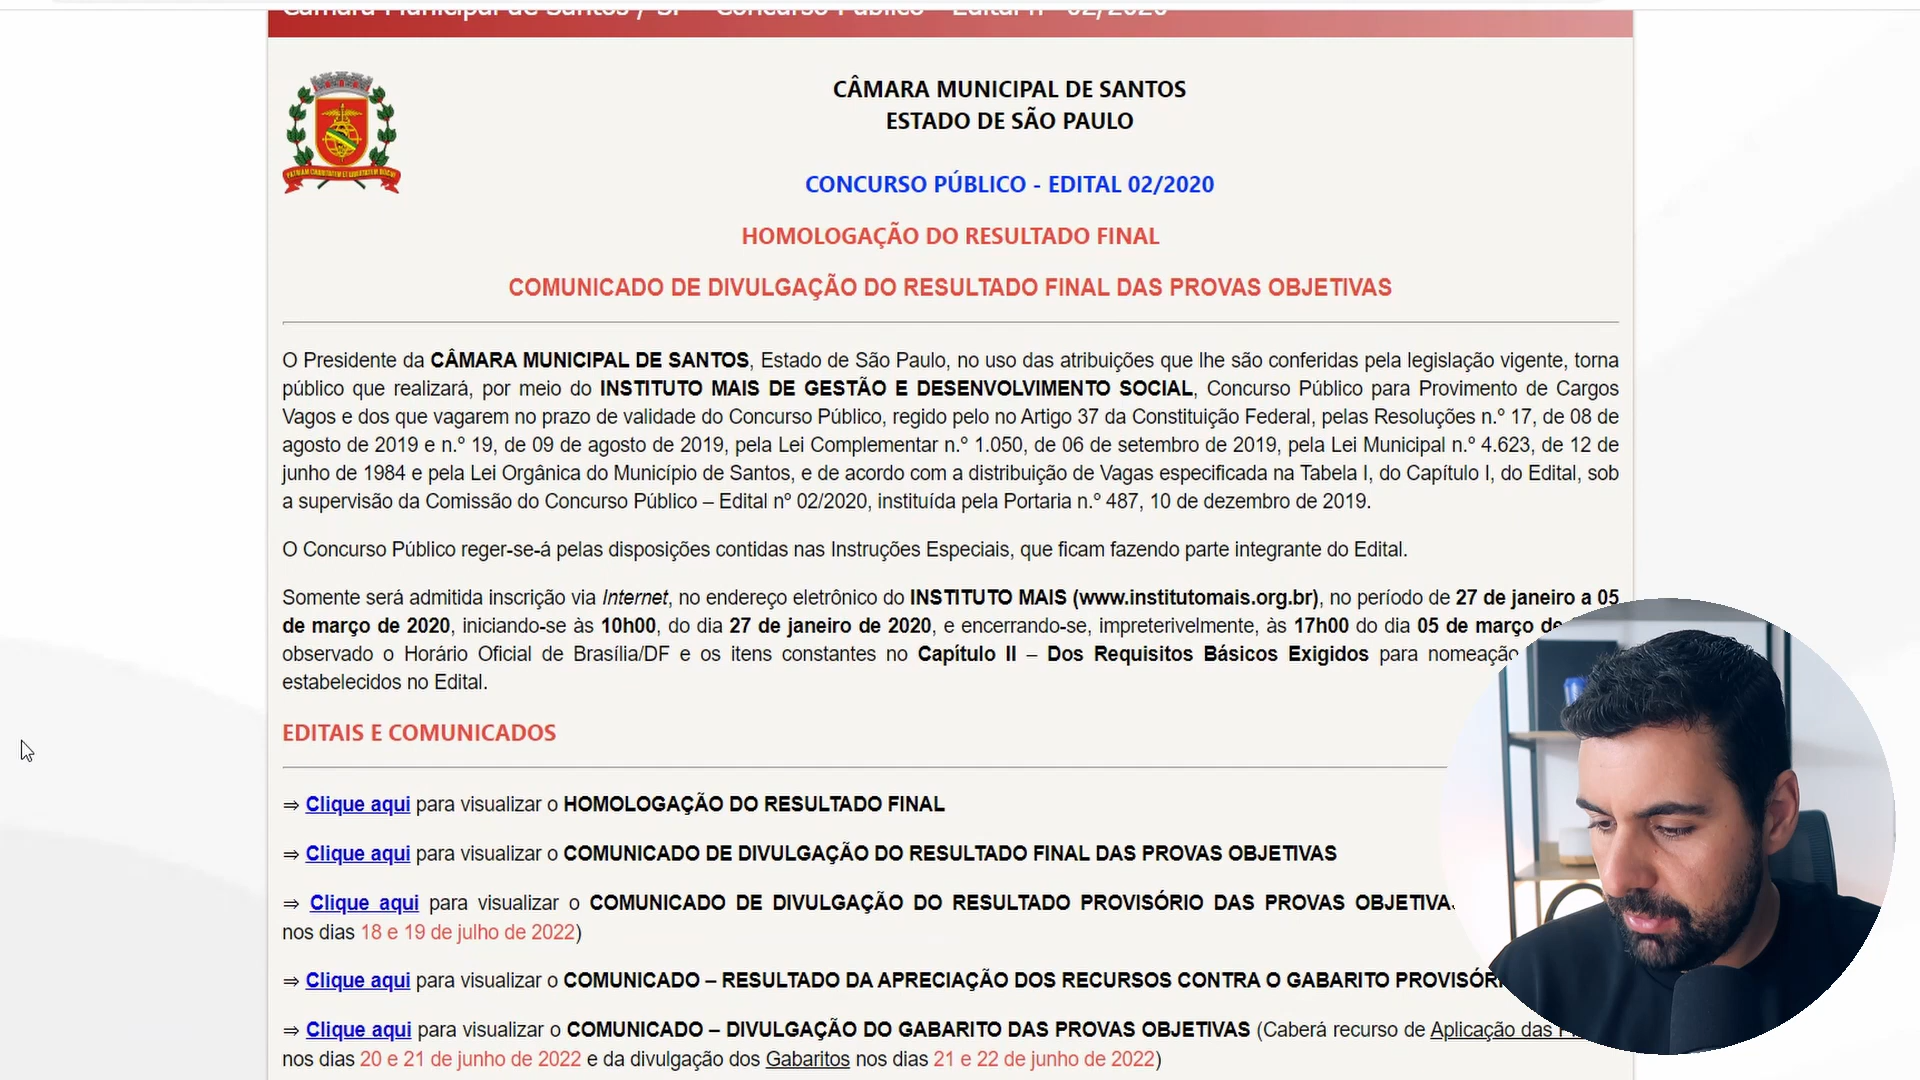 Câmara Municipal de Santos / SP - Concurso Público - Edital nº 02/2020
CÂMARA MUNICIPAL DE SANTOS
ESTADO DE SÃO PAULO
CONCURSO PÚBLICO - EDITAL 02/2020
HOMOLOGAÇÃO DO RESULTADO FINAL
COMUNICADO DE DIVULGAÇÃO DO RESULTADO FINAL DAS PROVAS OBJETIVAS
O Presidente da CÂMARA MUNICIPAL DE SANTOS, Estado de São Paulo, no uso das atribuições que lhe são conferidas pela legislação vigente, torna
público que realizará, por meio do INSTITUTO MAIS DE GESTÃO E DESENVOLVIMENTO SOCIAL, Concurso Público para Provimento de Cargos
Vagos e dos que vagarem no prazo de validade do Concurso Público, regido pelo no Artigo 37 da Constituição Federal, pelas Resoluções n.º 17, de 08 de
agosto de 2019 e n.º 19, de 09 de agosto de 2019, pela Lei Complementar n.º 1.050, de 06 de setembro de 2019, pela Lei Municipal n.º 4.623, de 12 de
junho de 1984 e pela Lei Orgânica do Município de Santos, e de acordo com a distribuição de Vagas especificada na Tabela I, do Capítulo I, do Edital, sob
a supervisão da Comissão do Concurso Público – Edital nº 02/2020, instituída pela Portaria n.º 487, 10 de dezembro de 2019.
O Concurso Público reger-se-á pelas disposições contidas nas Instruções Especiais, que ficam fazendo parte integrante do Edital.
Somente será admitida inscrição via Internet, no endereço eletrônico do INSTITUTO MAIS (www.institutomais.org.br), no período de 27 de janeiro a 05
de março de 2020, iniciando-se às 10h00, do dia 27 de janeiro de 2020, e encerrando-se, impreterivelmente, às 17h00 do dia 05 de março de
observado o Horário Oficial de Brasília/DF e os itens constantes no Capítulo II – Dos Requisitos Básicos Exigidos para nomeação
estabelecidos no Edital.
EDITAIS E COMUNICADOS
⇒ Clique aqui para visualizar o HOMOLOGAÇÃO DO RESULTADO FINAL
⇒ Clique aqui para visualizar o COMUNICADO DE DIVULGAÇÃO DO RESULTADO FINAL DAS PROVAS OBJETIVAS
⇒ Clique aqui para visualizar o COMUNICADO DE DIVULGAÇÃO DO RESULTADO PROVISÓRIO DAS PROVAS OBJETIVAS
nos dias 18 e 19 de julho de 2022)
⇒ Clique aqui para visualizar o COMUNICADO – RESULTADO DA APRECIAÇÃO DOS RECURSOS CONTRA O GABARITO PROVISÓRI
⇒ Clique aqui para visualizar o COMUNICADO – DIVULGAÇÃO DO GABARITO DAS PROVAS OBJETIVAS (Caberá recurso de Aplicação das
nos dias 20 e 21 de junho de 2022 e da divulgação dos Gabaritos nos dias 21 e 22 de junho de 2022)